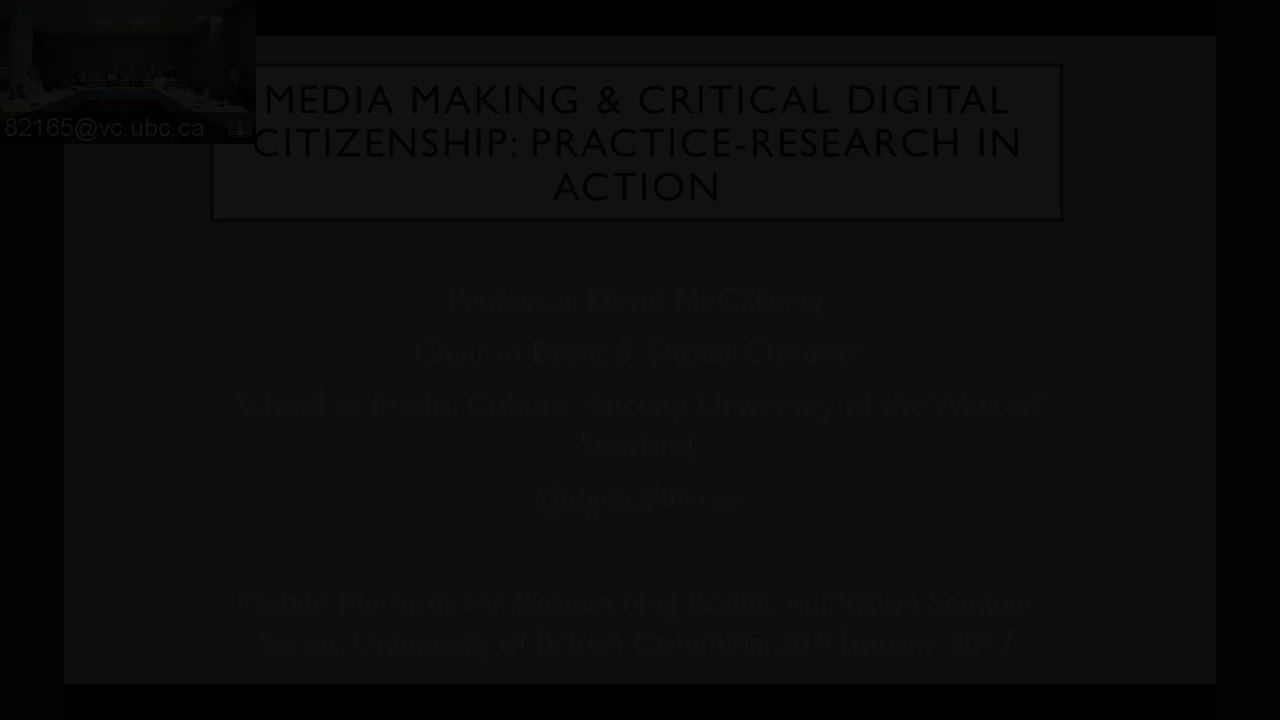 82165@vc.ubc.ca
MEDIA MAKING & CRITICAL DIGITAL
CITIZENSHIP: PRACTICE-RESEARCH IN
ACTION
Professor David McGillivray
Chair in Event & Digital Cultures
School of Media, Culture, Society, University of the West of
Scotland
@dgmcgillivray
Mobile Methods for Researching Bodies in Motion Seminar
Series, University of British Columbia, 30th January, 2017